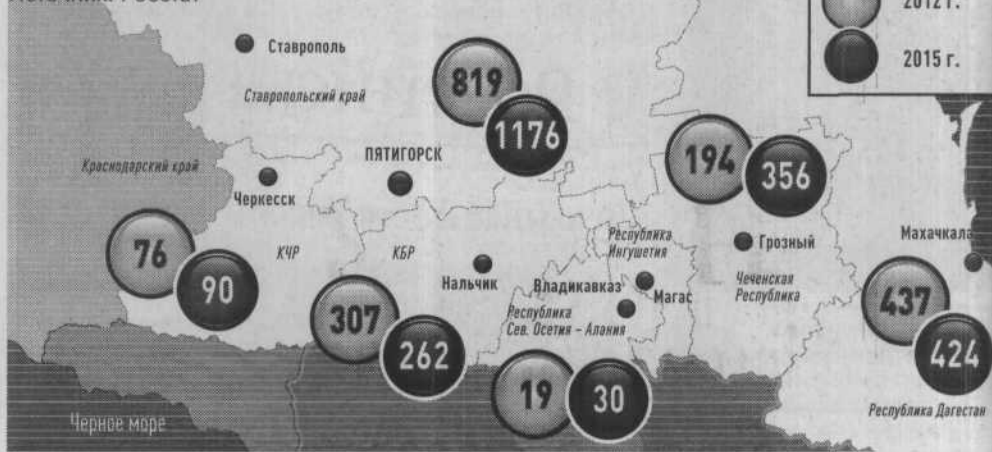 2012 г.
2015 г.
Ставрополь
Ставропольский край
819
1176
194
356
Краснодарский край
ПЯТИГОРСК
Черкесск
76
90
КЧР
КБР
Нальчик
307
262
Республика
Ингушетия
Владикавказ
Магас
Республика
Сев. Осетия – Алания
19
30
Грозный
Чеченская
Республика
Махачкала
437
424
Республика Дагестан
Черное море